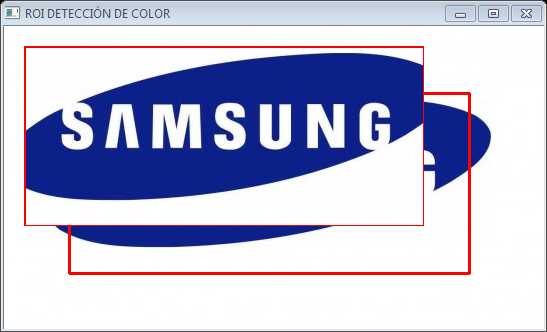 ROI DETECCIÓN DE COLOR
SAMSUNG
G